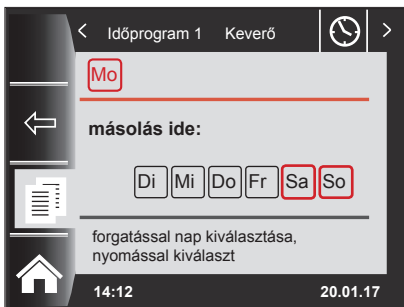 < Időprogram 1 Keverő >
Mo
másolás ide:
Di Mi Do Fr Sa So
forgatással nap kiválasztása,
nyomással kiválaszt
14:12 20.01.17